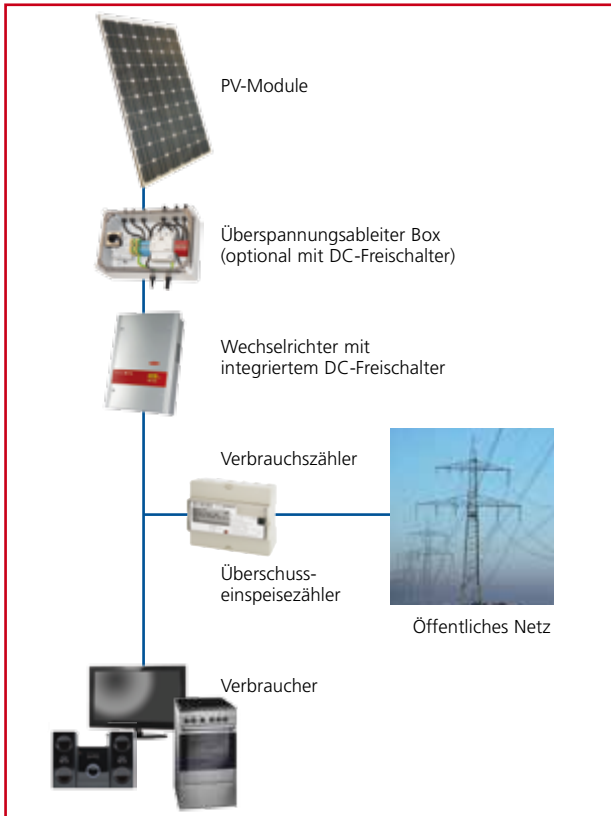 PV-Module
Überspannungsableiter Box
(optional mit DC-Freischalter)
Wechselrichter mit
integriertem DC-Freischalter
Verbrauchszähler
Überschuss-
einspeisezähler
Öffentliches Netz
Verbraucher